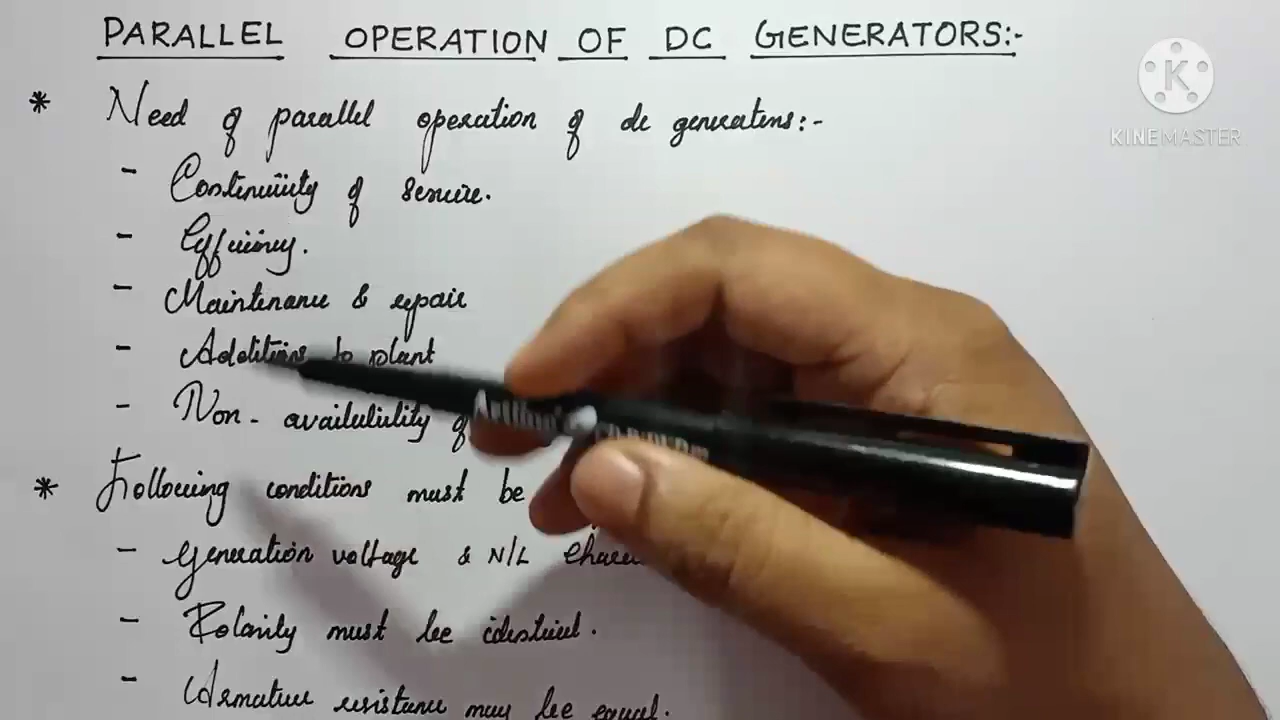 PARALLEL OPERATION OF DC GENERATORS:-
K
KINEMASTER
* Need of parallel operation of dc generators:-
- Continuity of service.
- Efficiency.
- Maintenance & repair
- Additions to plant
- Non-availability of
* Following conditions must be
- Generation voltage & N/L
- Polarity must be identical.
- Armature resistance may be equal.
Artline